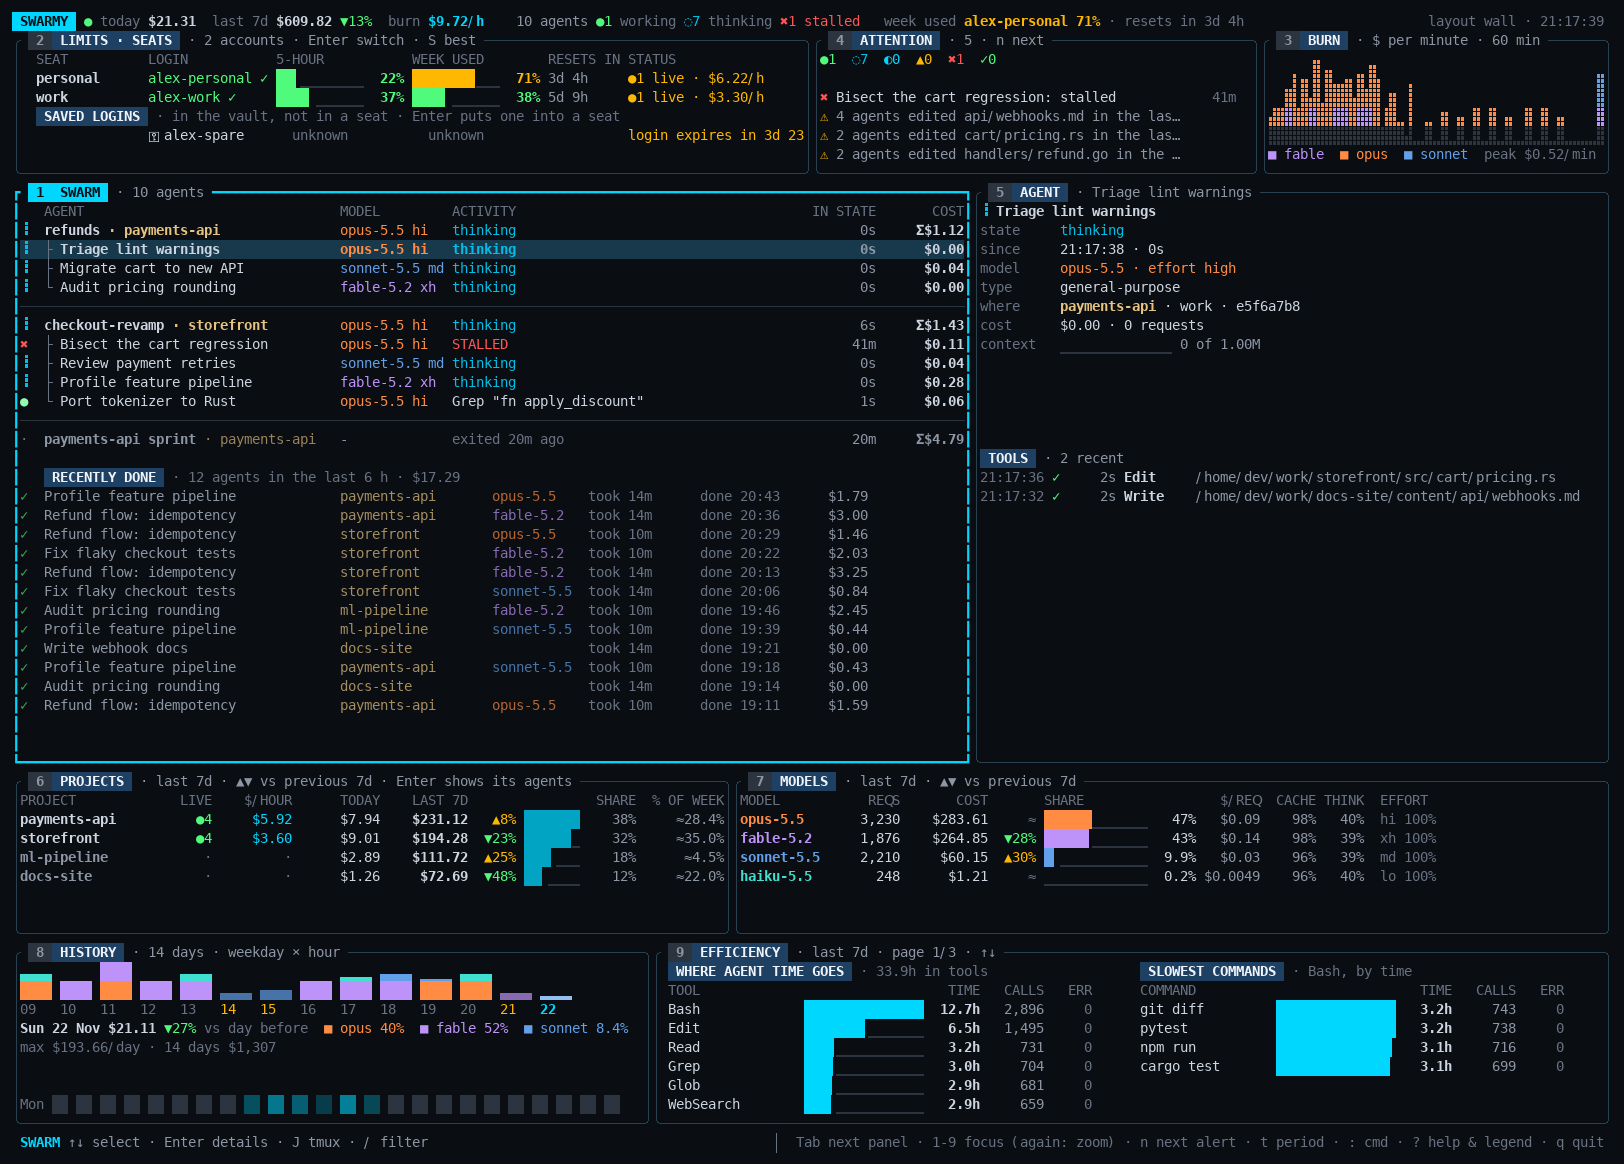 SWARMY ● today $21.31 last 7d $609.82 ▼13% burn $9.72/h 10 agents ●1 working ◌7 thinking ✖1 stalled week used alex-personal 71% · resets in 3d 4h layout wall · 21:17:39
2 LIMITS · SEATS · 2 accounts · Enter switch · S best
SEAT LOGIN 5-HOUR WEEK USED RESETS IN STATUS
personal alex-personal ✓ 22% 71% 3d 4h ●1 live · $6.22/h
work alex-work ✓ 37% 38% 5d 9h ●1 live · $3.30/h
SAVED LOGINS · in the vault, not in a seat · Enter puts one into a seat
alex-spare unknown unknown login expires in 3d 23
4 ATTENTION · 5 · n next
●1 ◌7 ◐0 ▲0 ✖1 ✓0
✖ Bisect the cart regression: stalled 41m
⚠ 4 agents edited api/webhooks.md in the las…
⚠ 2 agents edited cart/pricing.rs in the las…
⚠ 2 agents edited handlers/refund.go in the …
3 BURN · $ per minute · 60 min
■ fable ■ opus ■ sonnet peak $0.52/min
1 SWARM · 10 agents
AGENT MODEL ACTIVITY IN STATE COST
refunds · payments-api opus-5.5 hi thinking 0s Σ$1.12
Triage lint warnings opus-5.5 hi thinking 0s $0.00
Migrate cart to new API sonnet-5.5 md thinking 0s $0.04
Audit pricing rounding fable-5.2 xh thinking 0s $0.00
checkout-revamp · storefront opus-5.5 hi thinking 6s Σ$1.43
✖ Bisect the cart regression opus-5.5 hi STALLED 41m $0.11
Review payment retries sonnet-5.5 md thinking 0s $0.04
Profile feature pipeline fable-5.2 xh thinking 0s $0.28
● Port tokenizer to Rust opus-5.5 hi Grep "fn apply_discount" 1s $0.06
· payments-api sprint · payments-api - exited 20m ago 20m Σ$4.79
RECENTLY DONE · 12 agents in the last 6 h · $17.29
✓ Profile feature pipeline payments-api opus-5.5 took 14m done 20:43 $1.79
✓ Refund flow: idempotency payments-api fable-5.2 took 14m done 20:36 $3.00
✓ Refund flow: idempotency storefront opus-5.5 took 10m done 20:29 $1.46
✓ Fix flaky checkout tests storefront fable-5.2 took 10m done 20:22 $2.03
✓ Refund flow: idempotency storefront fable-5.2 took 14m done 20:13 $3.25
✓ Fix flaky checkout tests storefront sonnet-5.5 took 14m done 20:06 $0.84
✓ Audit pricing rounding ml-pipeline fable-5.2 took 10m done 19:46 $2.45
✓ Profile feature pipeline ml-pipeline sonnet-5.5 took 10m done 19:39 $0.44
✓ Write webhook docs docs-site took 14m done 19:21 $0.00
✓ Profile feature pipeline payments-api sonnet-5.5 took 10m done 19:18 $0.43
✓ Audit pricing rounding docs-site took 14m done 19:14 $0.00
✓ Refund flow: idempotency payments-api opus-5.5 took 14m done 19:11 $1.59
5 AGENT · Triage lint warnings
Triage lint warnings
state thinking
since 21:17:38 · 0s
model opus-5.5 · effort high
type general-purpose
where payments-api · work · e5f6a7b8
cost $0.00 · 0 requests
context 0 of 1.00M
TOOLS · 2 recent
21:17:36 ✓ 2s Edit /home/dev/work/storefront/src/cart/pricing.rs
21:17:32 ✓ 2s Write /home/dev/work/docs-site/content/api/webhooks.md
6 PROJECTS · last 7d · ▲▼ vs previous 7d · Enter shows its agents
PROJECT LIVE $/HOUR TODAY LAST 7D SHARE % OF WEEK
payments-api ●4 $5.92 $7.94 $231.12 ▲8% 38% ≈28.4%
storefront ●4 $3.60 $9.01 $194.28 ▼23% 32% ≈35.0%
ml-pipeline · · $2.89 $111.72 ▲25% 18% ≈4.5%
docs-site · · $1.26 $72.69 ▼48% 12% ≈22.0%
7 MODELS · last 7d · ▲▼ vs previous 7d
MODEL REQS COST SHARE $/REQ CACHE THINK EFFORT
opus-5.5 3,230 $283.61 ≈ 47% $0.09 98% 40% hi 100%
fable-5.2 1,876 $264.85 ▼28% 43% $0.14 98% 39% xh 100%
sonnet-5.5 2,210 $60.15 ▲30% 9.9% $0.03 96% 39% md 100%
haiku-5.5 248 $1.21 ≈ 0.2% $0.0049 96% 40% lo 100%
8 HISTORY · 14 days · weekday × hour
09 10 11 12 13 14 15 16 17 18 19 20 21 22
Sun 22 Nov $21.11 ▼27% vs day before ■ opus 40% ■ fable 52% ■ sonnet 8.4%
max $193.66/day · 14 days $1,307
Mon
9 EFFICIENCY · last 7d · page 1/3 · ↑↓
WHERE AGENT TIME GOES · 33.9h in tools
TOOL TIME CALLS ERR
Bash 12.7h 2,896 0
Edit 6.5h 1,495 0
Read 3.2h 731 0
Grep 3.0h 704 0
Glob 2.9h 681 0
WebSearch 2.9h 659 0
SLOWEST COMMANDS · Bash, by time
COMMAND TIME CALLS ERR
git diff 3.2h 743 0
pytest 3.2h 738 0
npm run 3.1h 716 0
cargo test 3.1h 699 0
SWARM ↑↓ select · Enter details · J tmux · / filter
Tab next panel · 1-9 focus (again: zoom) · n next alert · t period · : cmd · ? help & legend · q quit